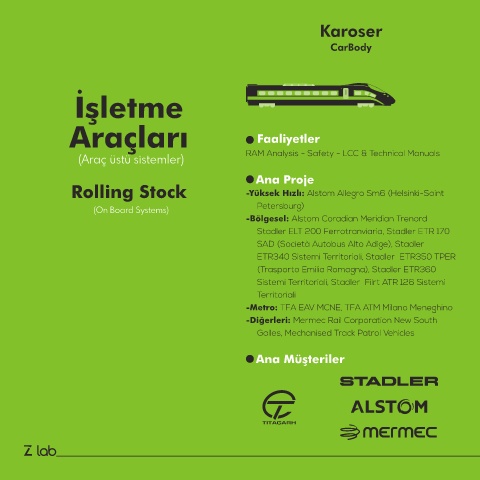 Karoser
CarBody
İşletme
Araçları
(Araç üstü sistemler)
Rolling Stock
(On Board Systems)
Faaliyetler
RAM Analysis - Safety - LCC & Technical Manuals
Ana Proje
-Yüksek Hızlı: Alstom Allegra Sm6 (Helsinki-Saint
Petersburg)
-Bölgesel: Alstom Coradian Meridian Trenord
Stadler ELT 200 Ferrotranviaria, Stadler ETR 170
SAD (Società Autobus Alto Adige), Stadler
ETR340 Sistemi Territoriali, Stadler ETR350 TPER
(Trasporto Emilia Romagna), Stadler ETR360
Sistemi Territoriali, Stadler Flirt ATR 126 Sistemi
Territoriali
-Metro: TFA EAV MCNE, TFA ATM Milano Meneghino
-Diğerleri: Mermec Rail Corporation New South
Galles, Mechanised Track Patrol Vehicles
Ana Müşteriler
STADLER
TITAGARH
ALSTOM
MERMEC
Z lab